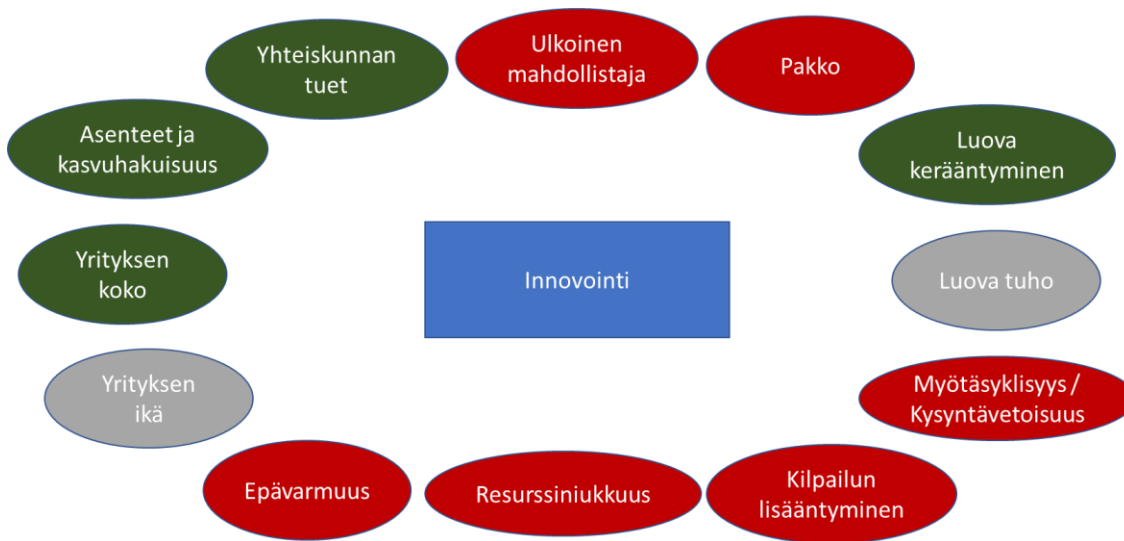 Yhteiskunnan
tuet
Ulkoinen
mahdollistaja
Pakko
Asenteet ja
kasvuhakuisuus
Luova
kerääntyminen
Yrityksen
koko
Innovointi
Luova tuho
Yrityksen
ikä
Myötäsyklisyys /
Kysyntävetoisuus
Epävarmuus
Resurssiniukkuus
Kilpailun
lisääntyminen